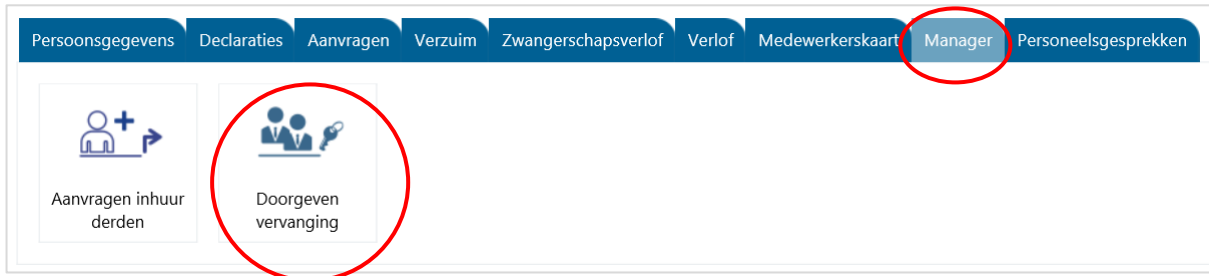 Persoonsgegevens Declaraties Aanvragen Verzuim Zwangerschapsverlof Verlof Medewerkerskaart Manager Personeelsgesprekken
Aanvragen inhuur
derden
Doorgeven
vervanging